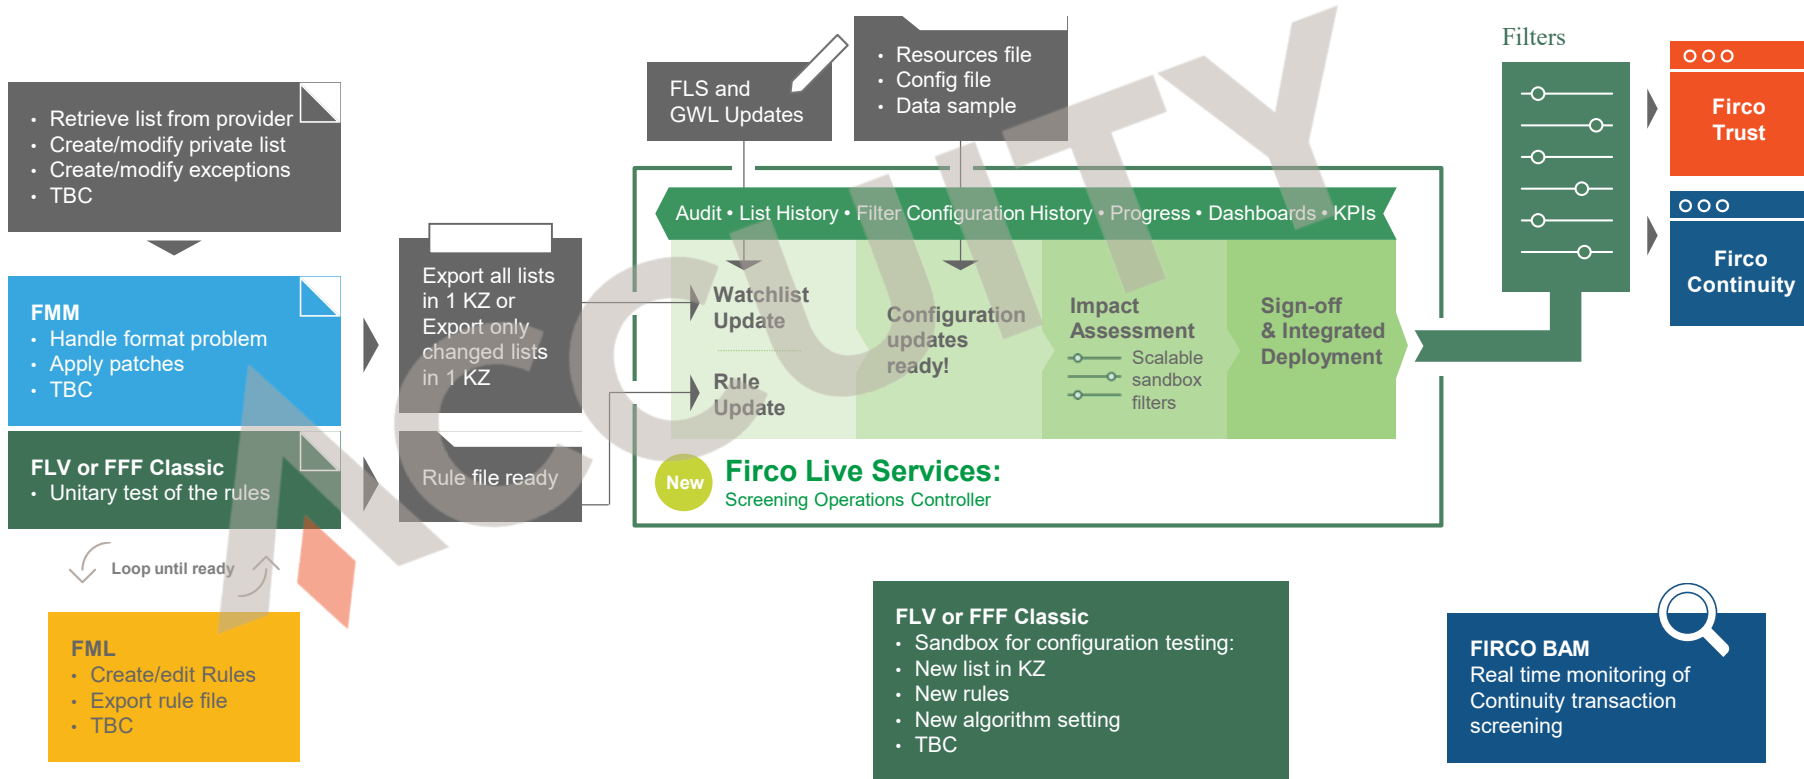 • Retrieve list from provider
• Create/modify private list
• Create/modify exceptions
• TBC
FMM
• Handle format problem
• Apply patches
• TBC
FLV or FFF Classic
• Unitary test of the rules
Loop until ready
FML
• Create/edit Rules
• Export rule file
• TBC
Export all lists
in 1 KZ or
Export only
changed lists
in 1 KZ
Rule file ready
FLS and
GWL Updates
• Resources file
• Config file
• Data sample
Audit • List History • Filter Configuration History • Progress • Dashboards • KPIs
Watchlist
Update
Rule
Update
Configuration
updates
ready!
Impact
Assessment
Scalable
sandbox
filters
Sign-off
& Integrated
Deployment
New
Firco Live Services:
Screening Operations Controller
Filters
Firco
Trust
Firco
Continuity
FLV or FFF Classic
• Sandbox for configuration testing:
• New list in KZ
• New rules
• New algorithm setting
• TBC
FIRCO BAM
Real time monitoring of
Continuity transaction
screening
ACCUITY